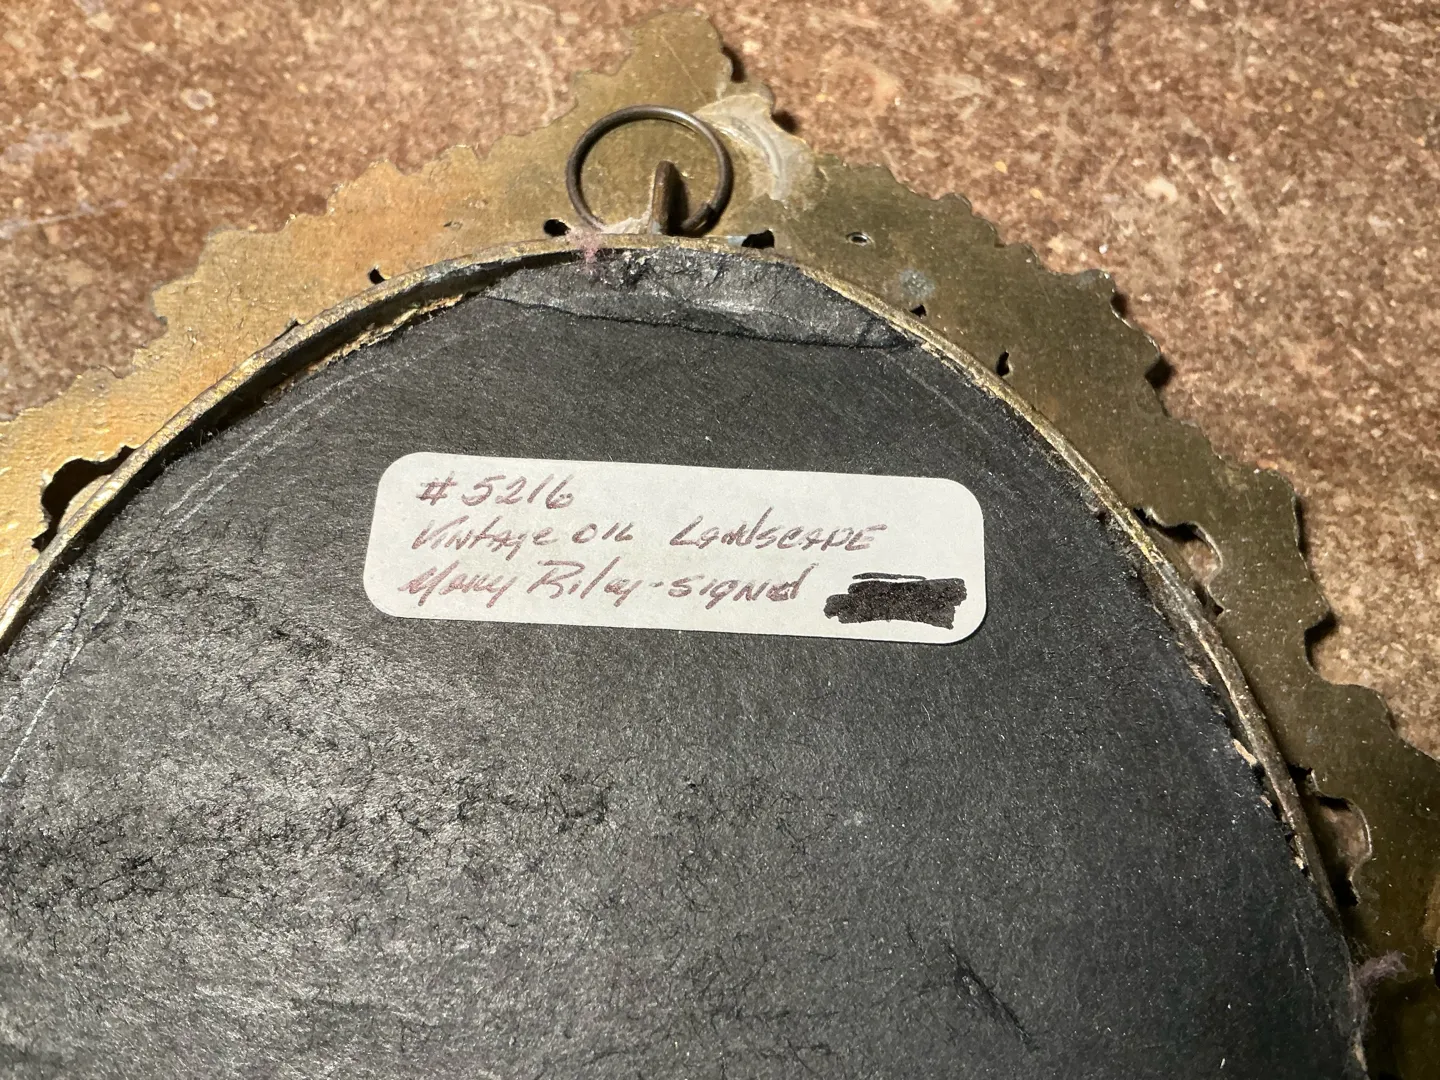 #5216
Vintage OIL LANdSCAPE
Mary Riley-SIGNed